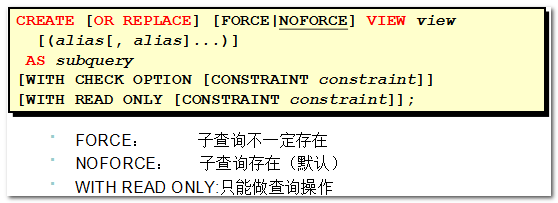 CREATE [OR REPLACE] [FORCE|NOFORCE] VIEW view
[(alias[, alias]...)]
AS subquery
[WITH CHECK OPTION [CONSTRAINT constraint]]
[WITH READ ONLY [CONSTRAINT constraint]];
FORCE： 子查询不一定存在
NOFORCE： 子查询存在（默认）
WITH READ ONLY:只能做查询操作